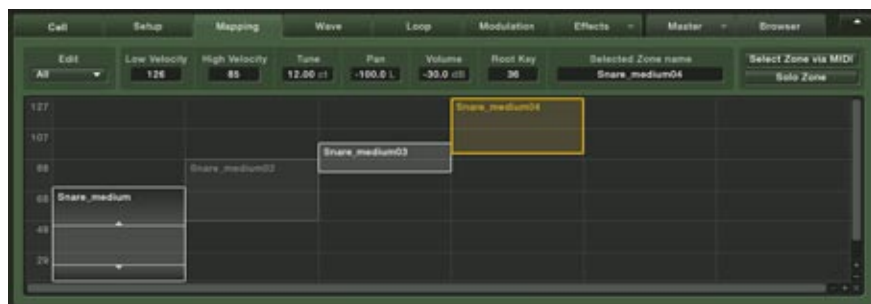 Cell Setup Mapping Wave Loop Modulation Effects Master Browser
Edit Low Velocity High Velocity Tune Pan Volume Root Key Selected Zone name Select Zone via MIDI
All 126 85 12.00 ct -100.0 L -30.0 dB 36 Snare_medium04 Solo Zone
127 Snare_medium04
107
Snare_medium03
88 Snare_medium02
68 Snare_medium
49
29